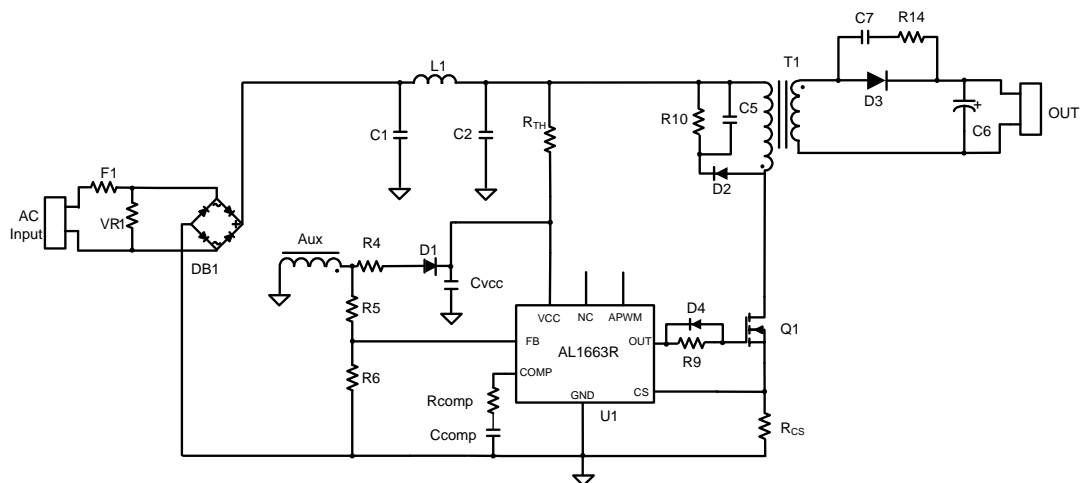 C7
R14
T1
L1
D3
OUT
C6
+
C5
R10
D2
C1
C2
RTH
F1
VR1
AC
Input
DB1
+
Aux
R4
D1
Cvcc
R5
R6
VCC
NC
APWM
FB
AL1663R
OUT
COMP
CS
GND
U1
D4
R9
Q1
Rcomp
Ccomp
RCS